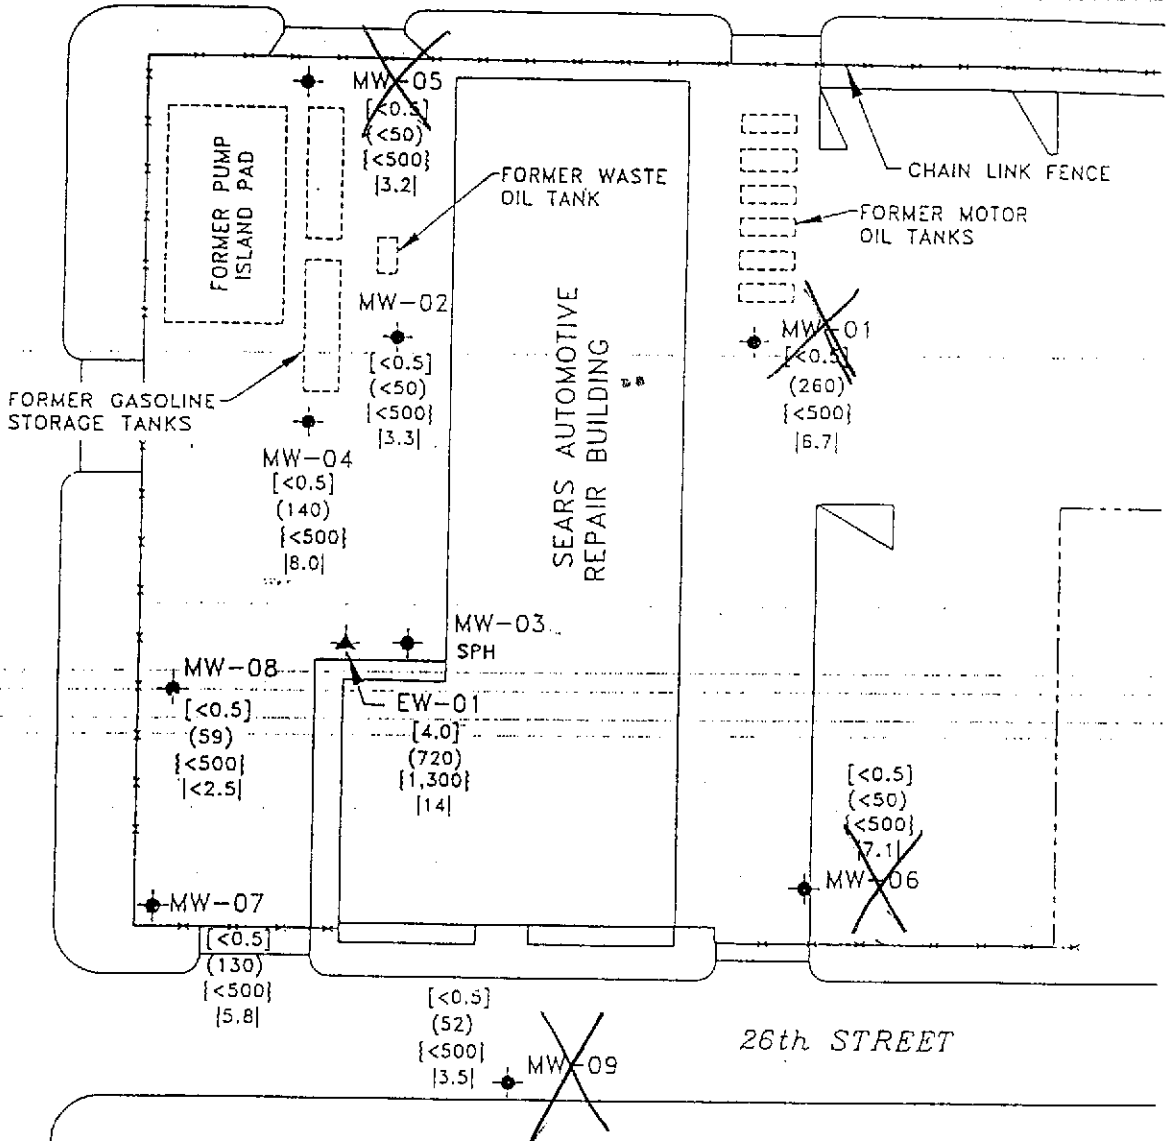 MW-05
[<0.5]
(<50)
{<500}
|3.2|
FORMER PUMP
ISLAND PAD
FORMER WASTE
OIL TANK
CHAIN LINK FENCE
FORMER MOTOR
OIL TANKS
MW-02
[<0.5]
(<50)
{<500}
|3.3|
MW-01
[<0.5]
(260)
{<500}
|6.7|
SEARS AUTOMOTIVE
REPAIR BUILDING
FORMER GASOLINE
STORAGE TANKS
MW-04
[<0.5]
(140)
{<500}
|8.0|
MW-03
SPH
MW-08
[<0.5]
(59)
{<500}
|<2.5|
EW-01
[4.0]
(720)
{1,300}
|14|
[<0.5]
(<50)
{<500}
|7.1|
MW-06
MW-07
[<0.5]
(130)
{<500}
|5.8|
[<0.5]
(52)
{<500}
|3.5|
MW-09
26th STREET